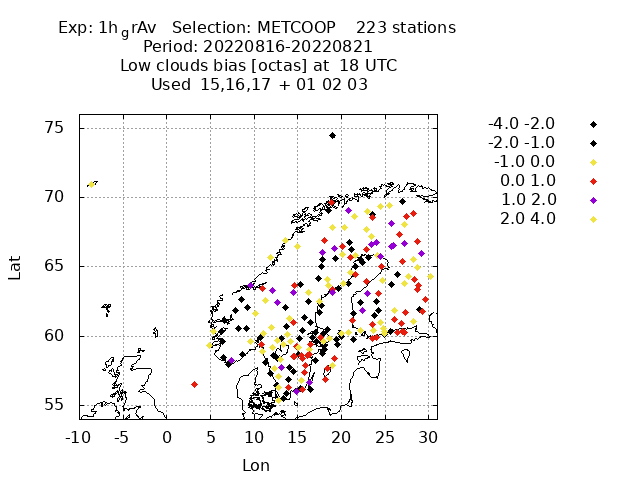 Exp: 1hgrAv Selection: METCOOP 223 stations
Period: 20220816-20220821
Low clouds bias [octas] at 18 UTC
Used 15,16,17 + 01 02 03
75
70
65
60
55
-10 -5 0 5 10 15 20 25 30
Lat
Lon
-4.0 -2.0
-2.0 -1.0
-1.0 0.0
0.0 1.0
1.0 2.0
2.0 4.0